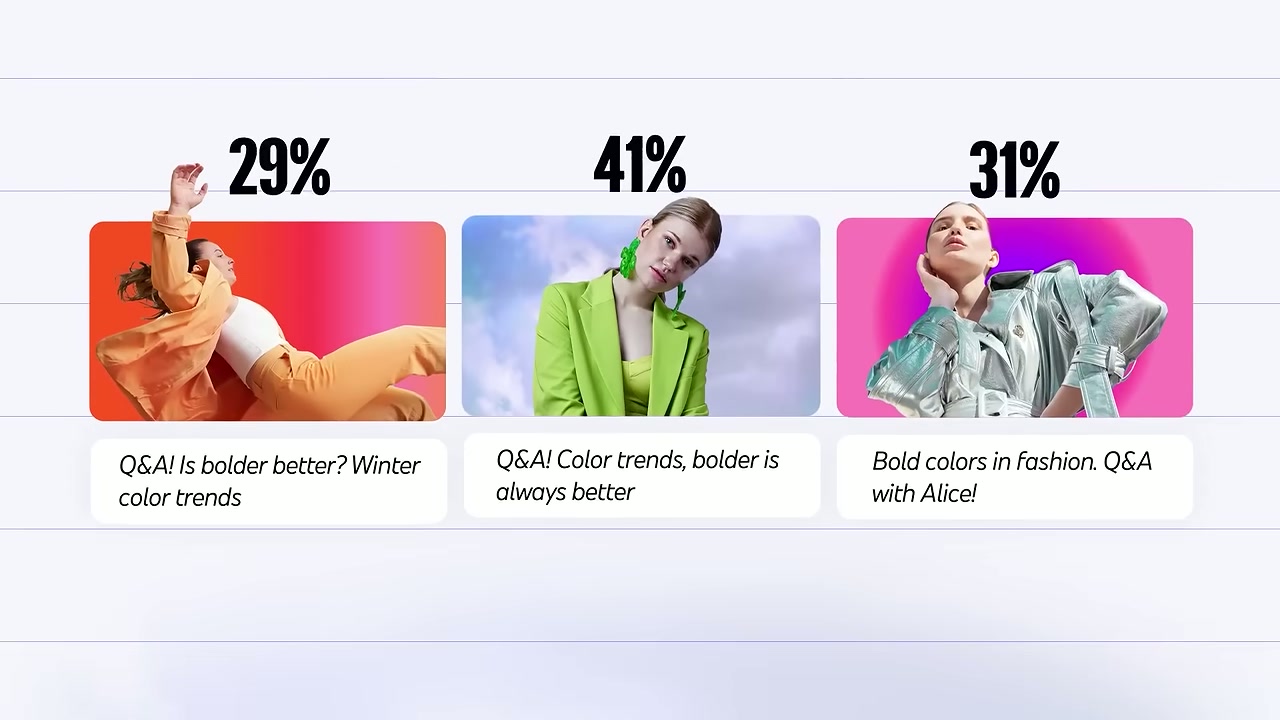 29%
41%
31%
Q&A! Is bolder better? Winter
color trends
Q&A! Color trends, bolder is
always better
Bold colors in fashion. Q&A
with Alice!